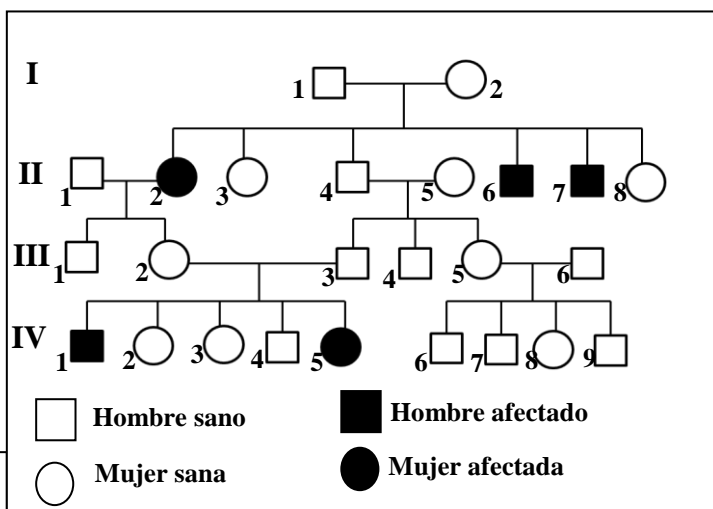 I
1 2
II
1 2 3 4 5 6 7 8
III
1 2 3 4 5 6
IV
1 2 3 4 5 6 7 8 9
Hombre sano Hombre afectado
Mujer sana Mujer afectada